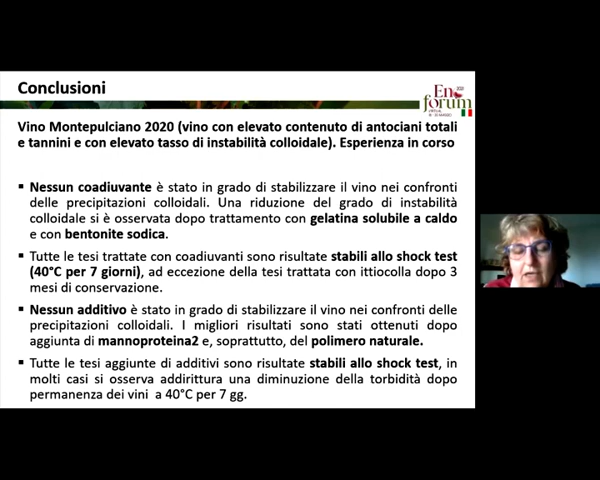 Conclusioni
2021
En
forum
Vino Montepulciano 2020 (vino con elevato contenuto di antociani totali
e tannini e con elevato tasso di instabilità colloidale). Esperienza in corso
▪ Nessun coadiuvante è stato in grado di stabilizzare il vino nei confronti
delle precipitazioni colloidali. Una riduzione del grado di instabilità
colloidale si è osservata dopo trattamento con gelatina solubile a caldo
e con bentonite sodica.
▪ Tutte le tesi trattate con coadiuvanti sono risultate stabili allo shock test
(40°C per 7 giorni), ad eccezione della tesi trattata con ittiocolla dopo 3
mesi di conservazione.
▪ Nessun additivo è stato in grado di stabilizzare il vino nei confronti delle
precipitazioni colloidali. I migliori risultati sono stati ottenuti dopo
aggiunta di mannoproteina2 e, soprattutto, del polimero naturale.
▪ Tutte le tesi aggiunte di additivi sono risultate stabili allo shock test, in
molti casi si osserva addirittura una diminuzione della torbidità dopo
permanenza dei vini a 40°C per 7 gg.